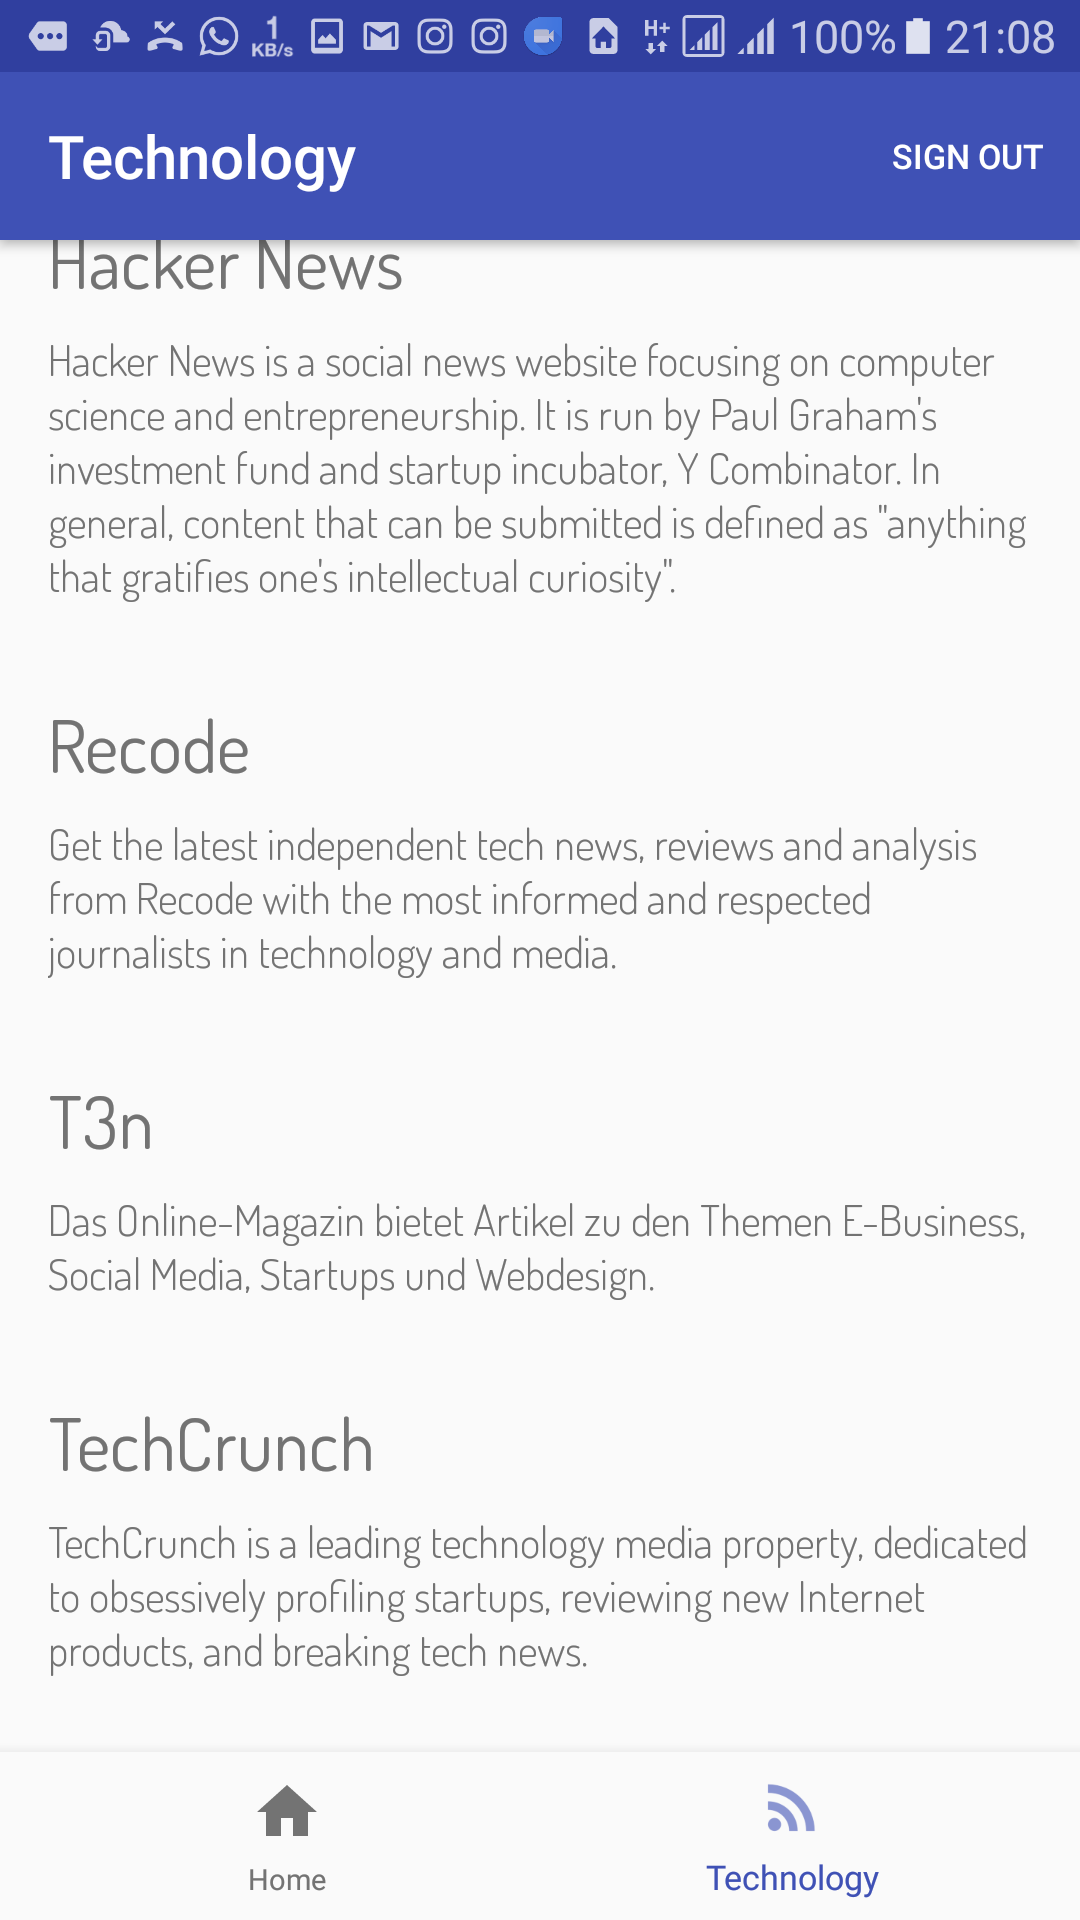 1
KB/s
H+
100%
21:08
Technology
SIGN OUT
Hacker News
Hacker News is a social news website focusing on computer
science and entrepreneurship. It is run by Paul Graham's
investment fund and startup incubator, Y Combinator. In
general, content that can be submitted is defined as "anything
that gratifies one's intellectual curiosity".
Recode
Get the latest independent tech news, reviews and analysis
from Recode with the most informed and respected
journalists in technology and media.
T3n
Das Online-Magazin bietet Artikel zu den Themen E-Business,
Social Media, Startups und Webdesign.
TechCrunch
TechCrunch is a leading technology media property, dedicated
to obsessively profiling startups, reviewing new Internet
products, and breaking tech news.
Home
Technology